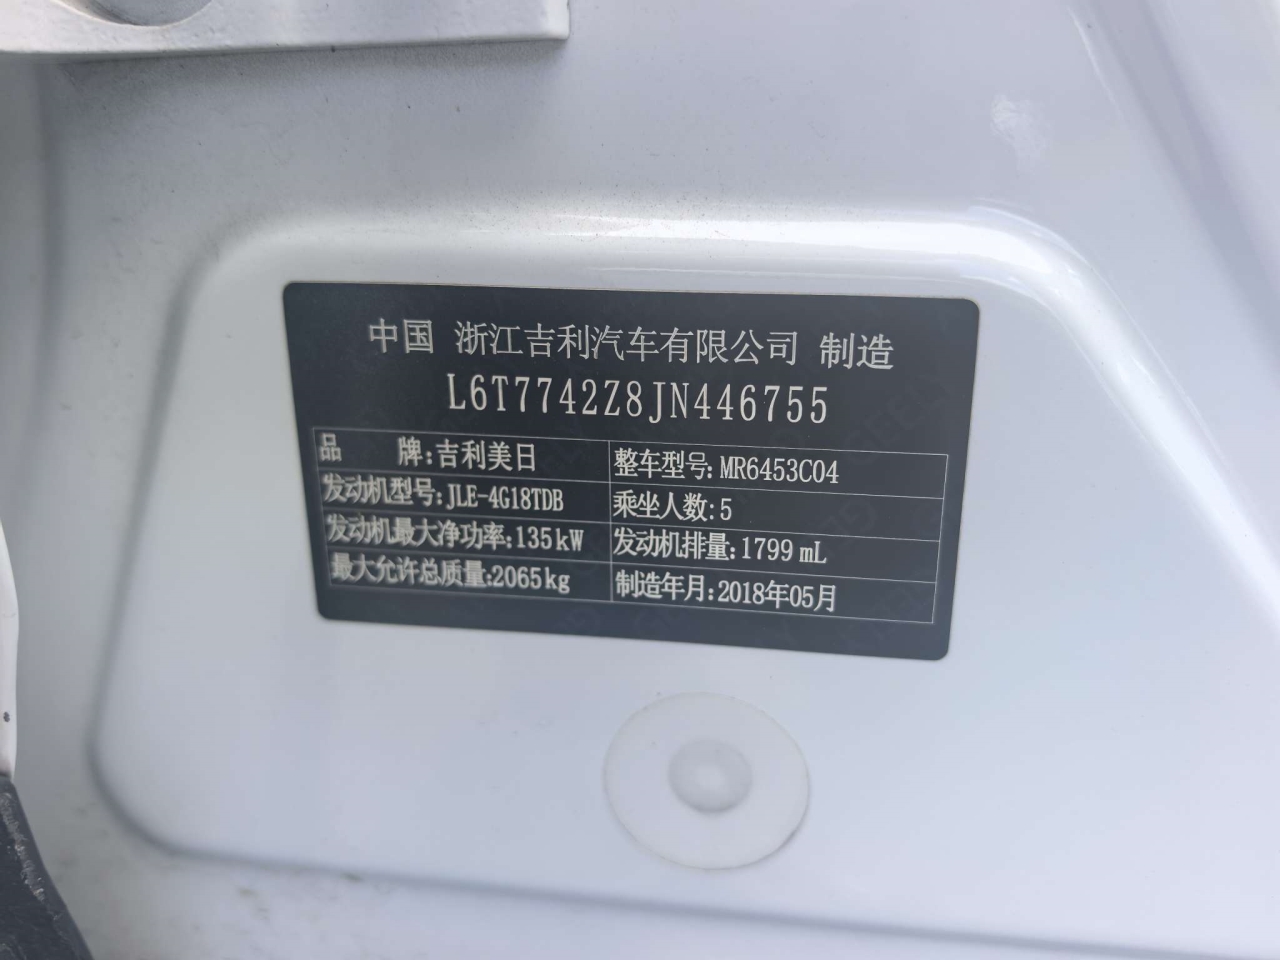 中国 浙江吉利汽车有限公司 制造
L6T7742Z8JN446755
品 牌:吉利美日 整车型号:MR6453C04
发动机型号:JLE-4G18TDB 乘坐人数:5
发动机最大净功率:135kW 发动机排量:1799mL
最大允许总质量:2065kg 制造年月:2018年05月